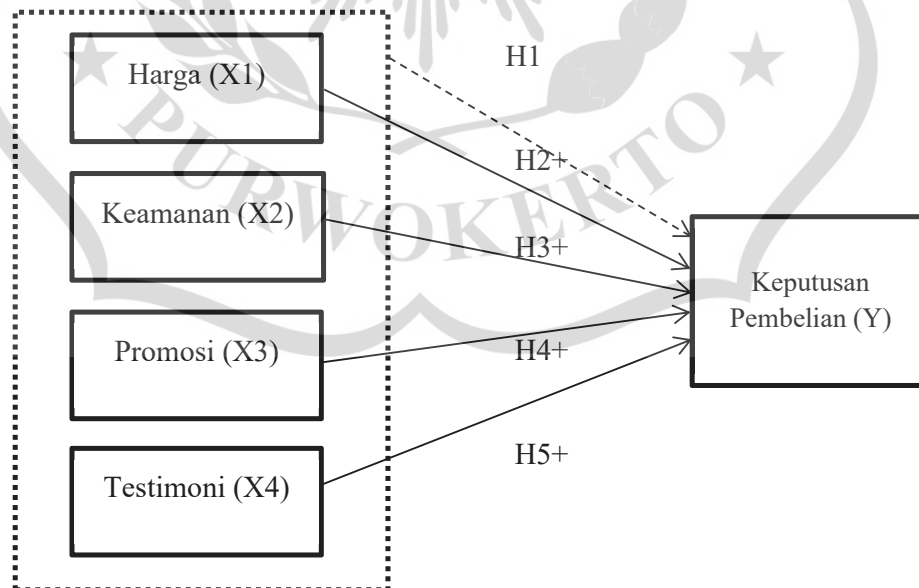 H1
Harga (X1)
H2+
Keamanan (X2)
H3+
Keputusan
Pembelian (Y)
Promosi (X3)
H4+
Testimoni (X4)
H5+
PURWOKERTO